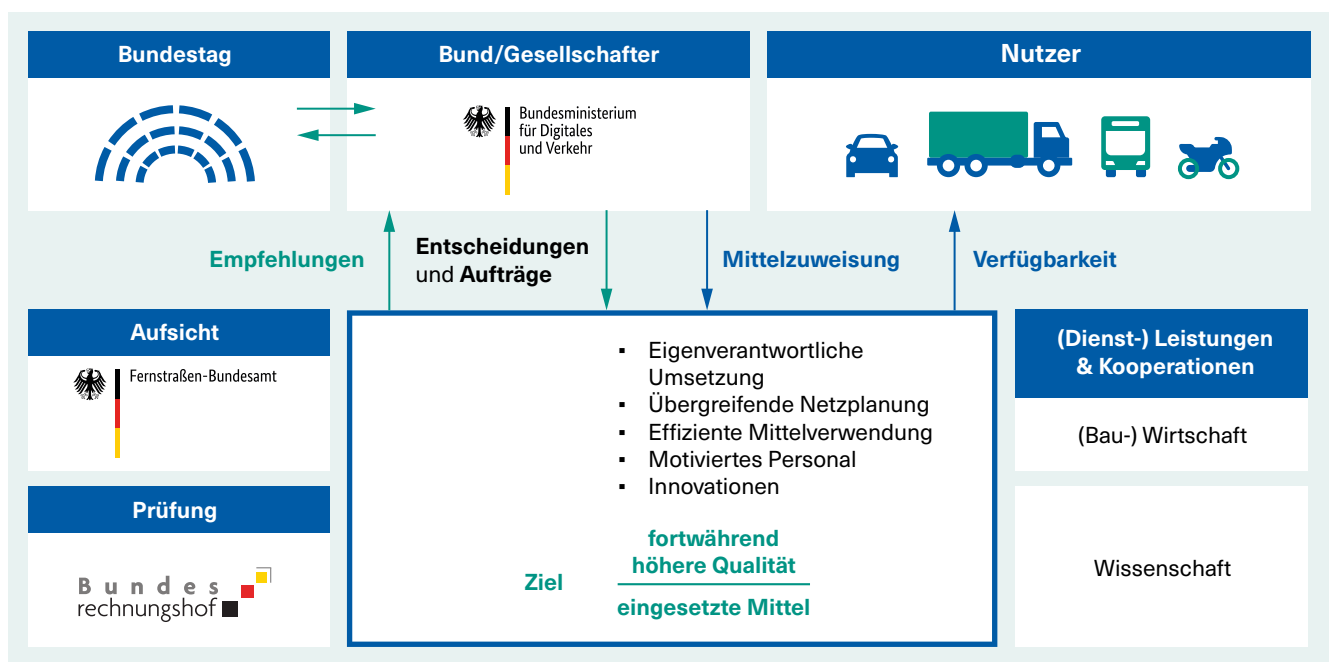 Bundestag
Bund/Gesellschafter
Nutzer
Bundesministerium
für Digitales
und Verkehr
Empfehlungen
Entscheidungen
und Aufträge
Mittelzuweisung
Verfügbarkeit
Aufsicht
Fernstraßen-Bundesamt
Prüfung
Bundes
rechnungshof
▪ Eigenverantwortliche
Umsetzung
▪ Übergreifende Netzplanung
▪ Effiziente Mittelverwendung
▪ Motiviertes Personal
▪ Innovationen
Ziel
fortwährend
höhere Qualität
eingesetzte Mittel
(Dienst-) Leistungen
& Kooperationen
(Bau-) Wirtschaft
Wissenschaft